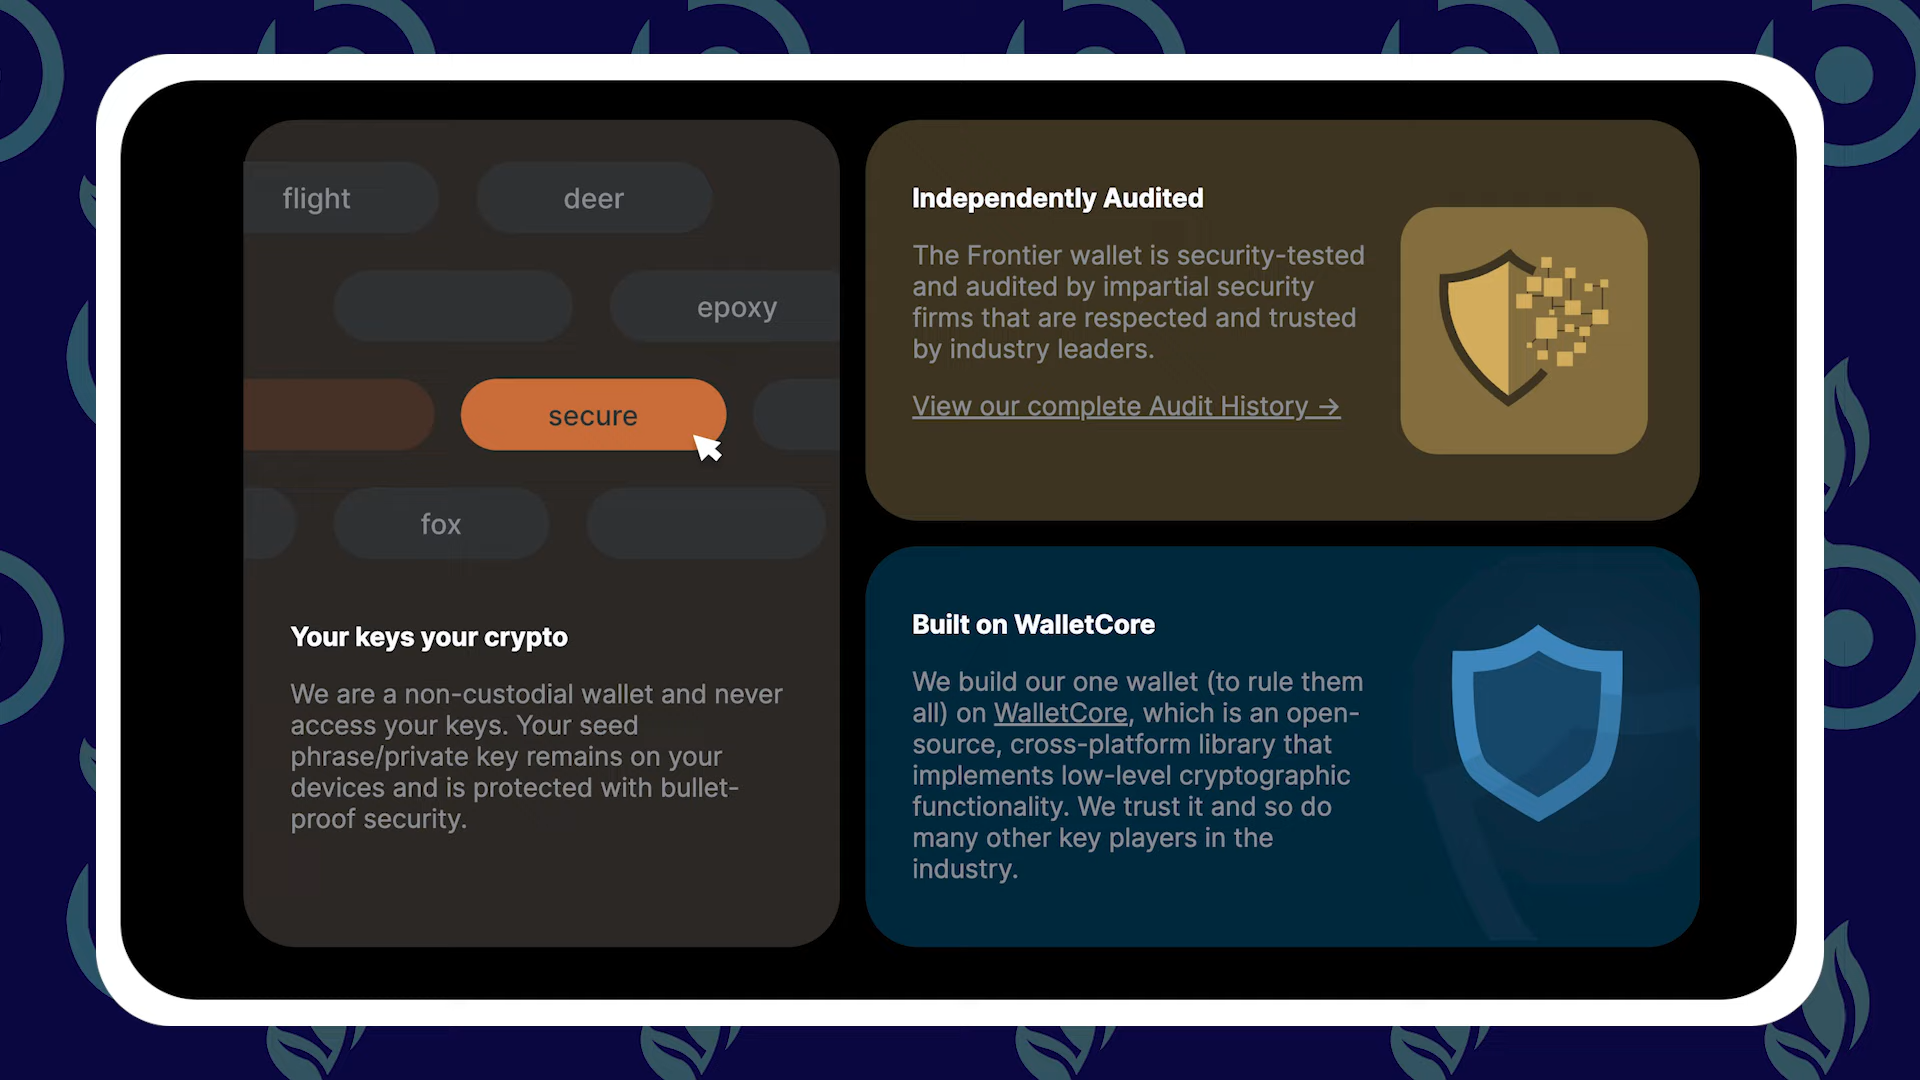 flight
deer
epoxy
secure
fox
Your keys your crypto
We are a non-custodial wallet and never
access your keys. Your seed
phrase/private key remains on your
devices and is protected with bullet-
proof security.
Independently Audited
The Frontier wallet is security-tested
and audited by impartial security
firms that are respected and trusted
by industry leaders.
View our complete Audit History →
Built on WalletCore
We build our one wallet (to rule them
all) on WalletCore, which is an open-
source, cross-platform library that
implements low-level cryptographic
functionality. We trust it and so do
many other key players in the
industry.